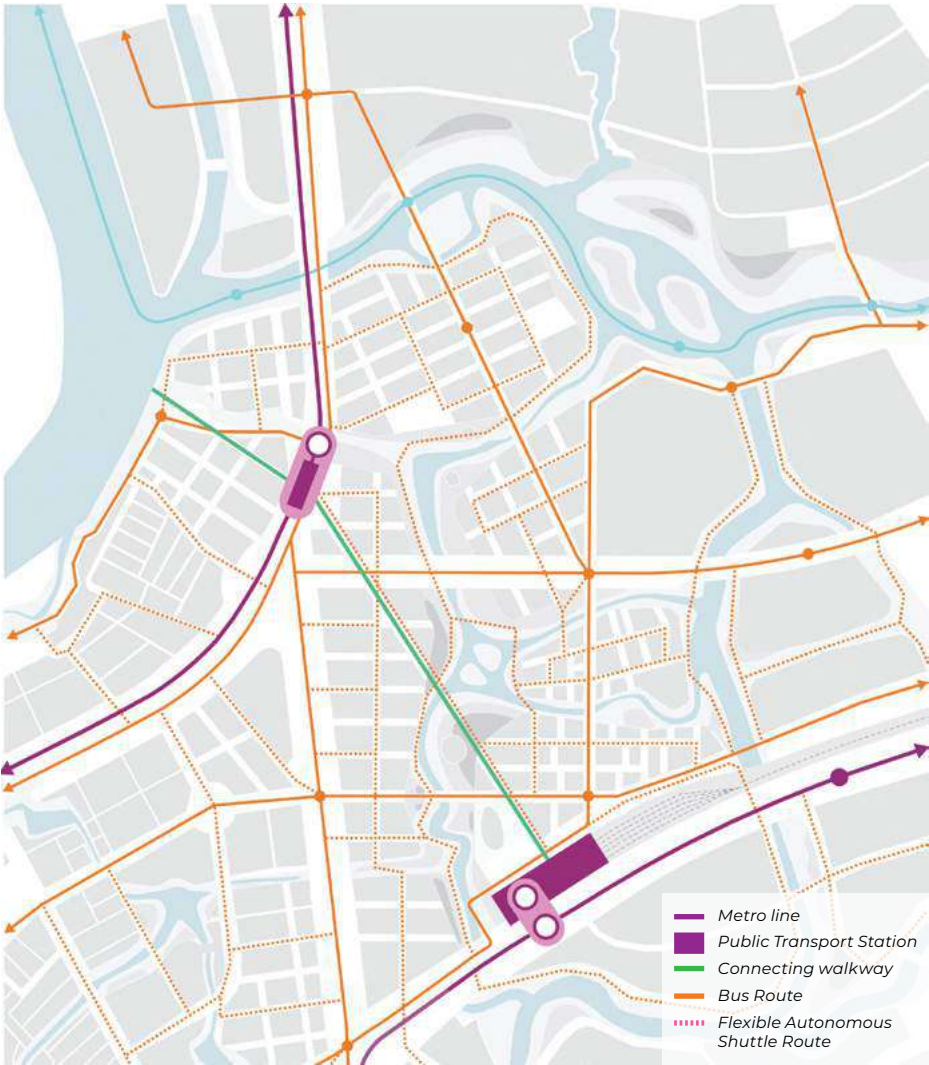 Metro line
Public Transport Station
Connecting walkway
Bus Route
Flexible Autonomous
Shuttle Route